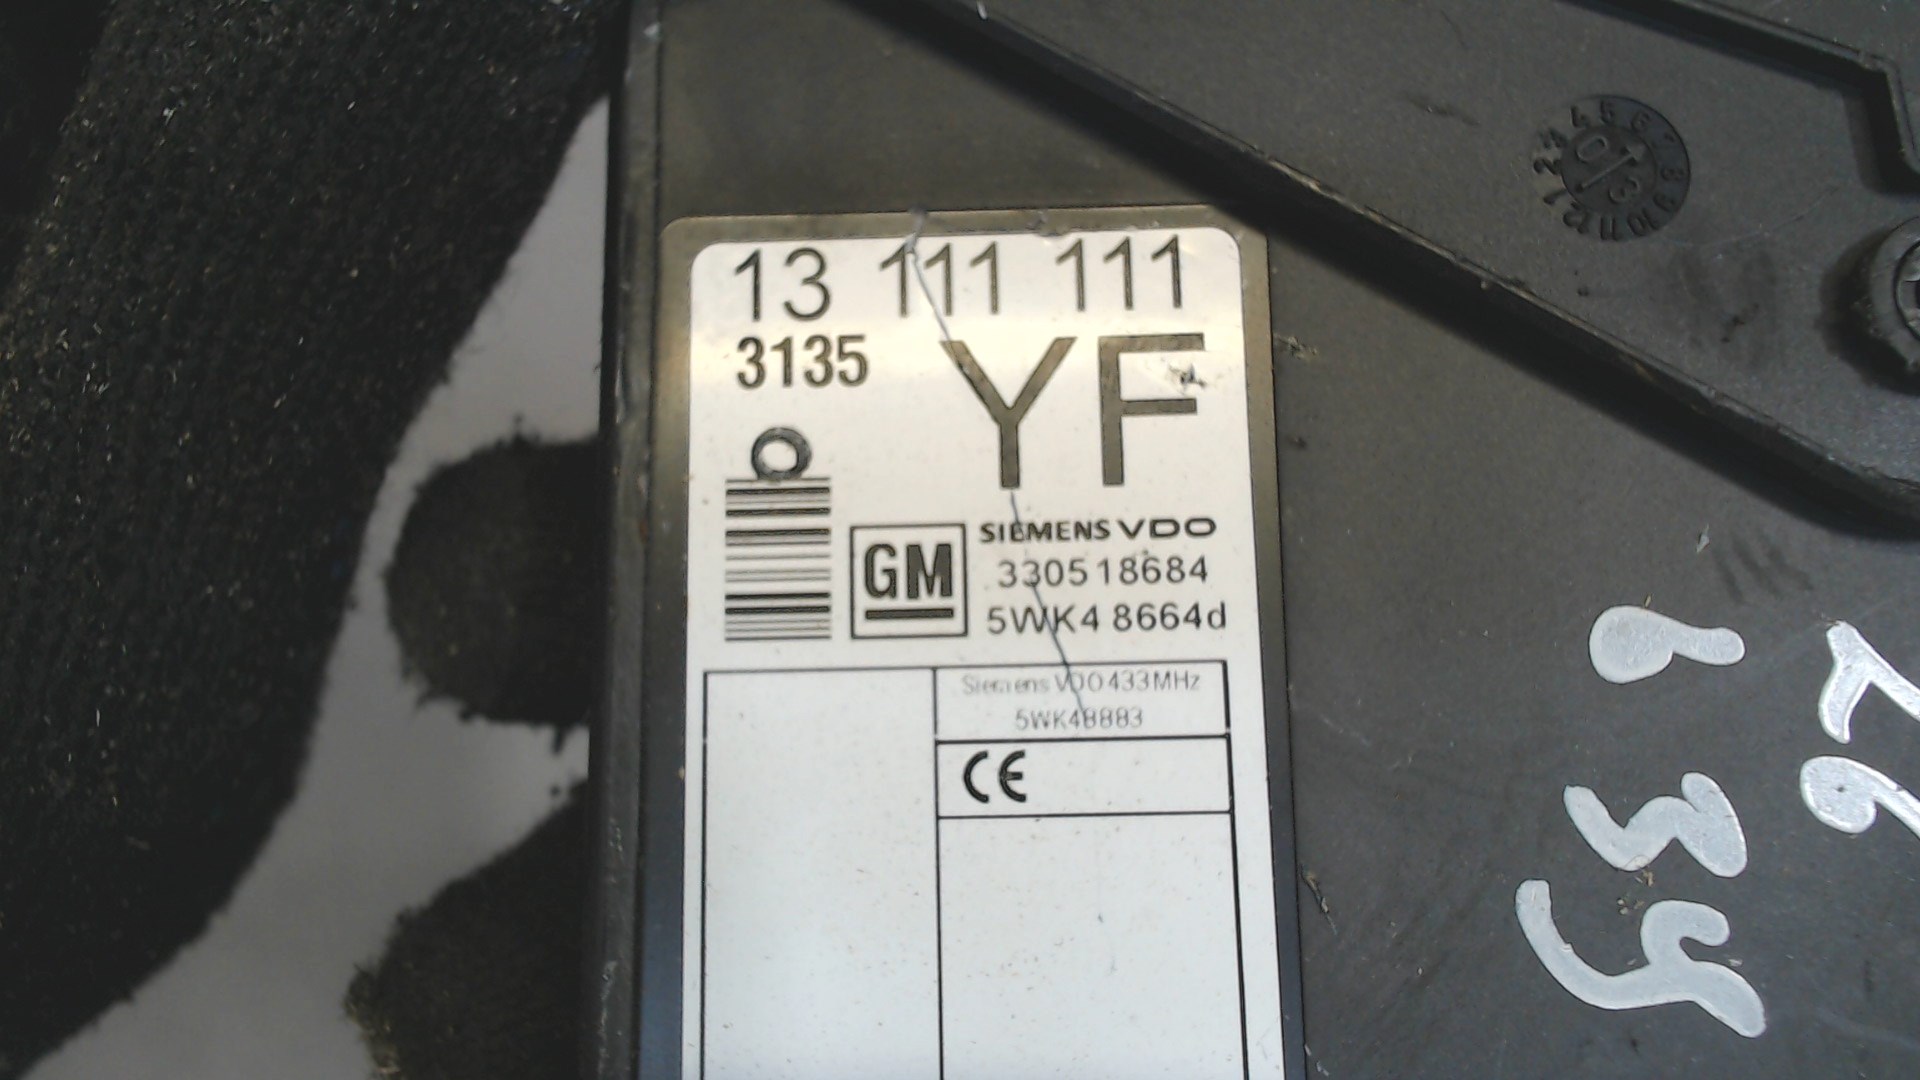 13 111 111
3135
YF
GM
SIEMENS VDO
330518684
5WK4 8664d
Siemens VDO 433MHz
5WK48883
CE